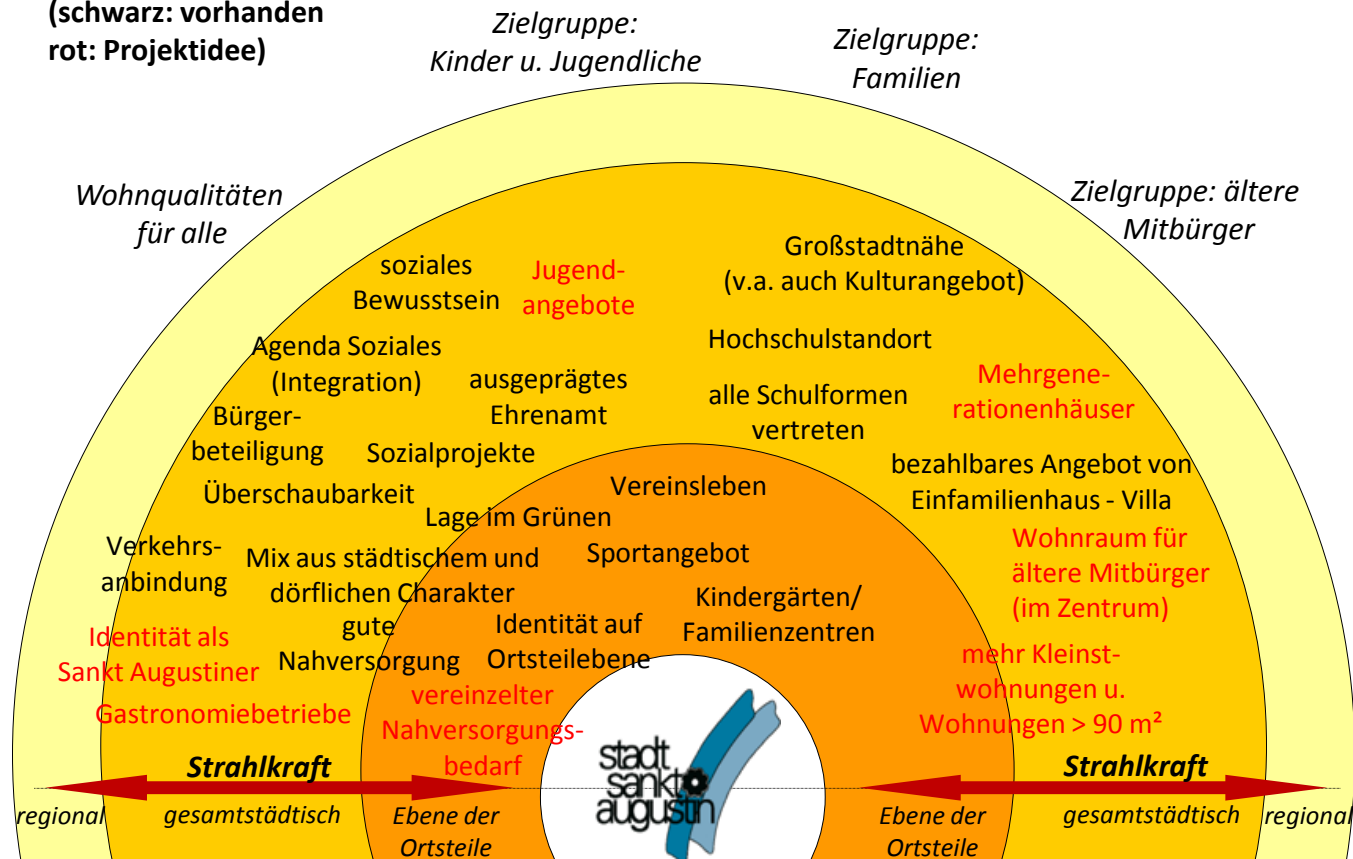 (schwarz: vorhanden
rot: Projektidee)
Zielgruppe:
Kinder u. Jugendliche
Zielgruppe:
Familien
Wohnqualitäten
für alle
Zielgruppe: ältere
Mitbürger
soziales
Bewusstsein
Jugend-
angebote
Großstadtnähe
(v.a. auch Kulturangebot)
Agenda Soziales
(Integration)
ausgeprägtes
Ehrenamt
Hochschulstandort
alle Schulformen
vertreten
Mehrgene-
rationenhäuser
Bürger-
beteiligung
Sozialprojekte
Überschaubarkeit
Vereinsleben
bezahlbares Angebot von
Einfamilienhaus - Villa
Lage im Grünen
Verkehrs-
anbindung
Mix aus städtischem und
dörflichen Charakter
Sportangebot
Wohnraum für
ältere Mitbürger
(im Zentrum)
Kindergärten/
Familienzentren
gute
Nahversorgung
Identität auf
Ortsteilebene
Identität als
Sankt Augustiner
mehr Kleinst-
wohnungen u.
Wohnungen > 90 m²
Gastronomiebetriebe
vereinzelter
Nahversorgungs-
bedarf
stadt
sankt
augustin
Strahlkraft
Strahlkraft
regional
gesamtstädtisch
Ebene der
Ortsteile
Ebene der
Ortsteile
gesamtstädtisch
regional